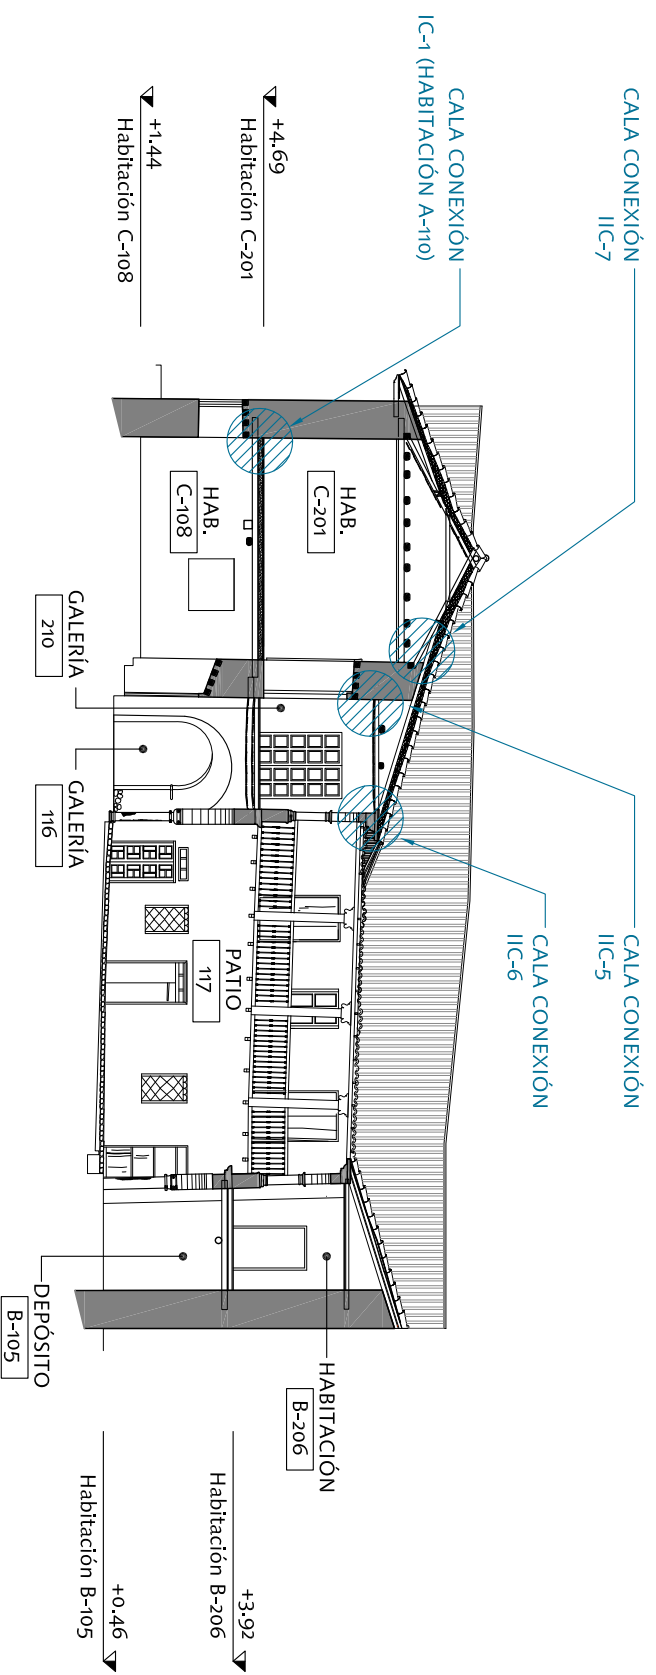 CALA CONEXIÓN
IIC-7
CALA CONEXIÓN
IC-1 (HABITACIÓN A-110)
CALA CONEXIÓN
IIC-5
CALA CONEXIÓN
IIC-6
+4.69
Habitación C-201
+1.44
Habitación C-108
HAB.
C-201
HAB.
C-108
GALERÍA
210
GALERÍA
116
PATIO
117
HABITACIÓN
B-206
DEPÓSITO
B-105
+3.92
Habitación B-206
+0.46
Habitación B-105